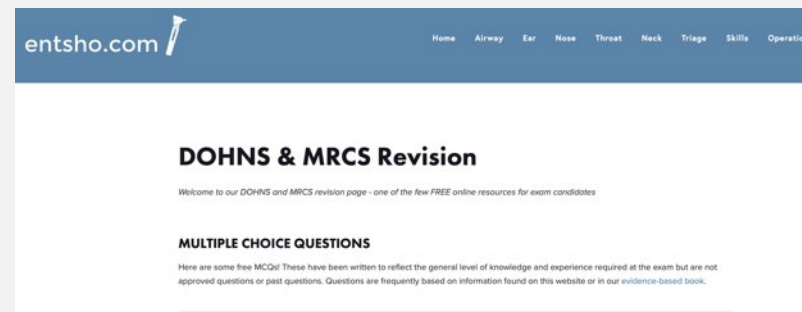 entsho.com
Home Airway Ear Nose Throat Neck Triage Skills
DOHNS & MRCS Revision
Welcome to our DOHNS and MRCS revision page - one of the few FREE online resources for exam candidates
MULTIPLE CHOICE QUESTIONS
Here are some free MCQs! These have been written to reflect the general level of knowledge and experience required at the exam but are not
approved questions or past questions. Questions are frequently based on information found on this website or in our evidence-based book.